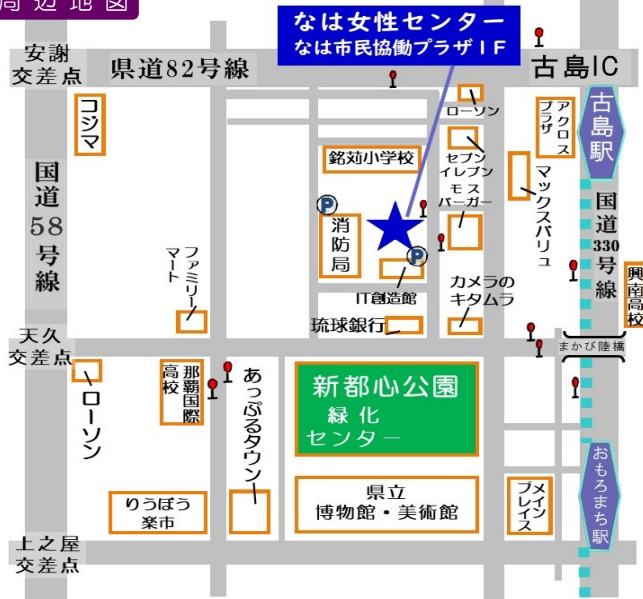 周辺地図
なは女性センター
なは市民協働プラザ1F
安謝
交差点
県道82号線
古島IC
コジマ
ローソン
アクロス
プラザ
古島駅
銘苅小学校
セブン
イレブン
モス
バーガー
マックスバリュ
国道
58
号線
国道
330
号線
P
消防局
P
ファミリー
マート
IT創造館
カメラの
キタムラ
興南高校
琉球銀行
天久
交差点
まかび陸橋
ローソン
那覇国際
高校
あっぷるタウン
新都心公園
緑化
センター
おもろまち駅
りうぼう
楽市
県立
博物館・美術館
メイン
プレイス
上之屋
交差点